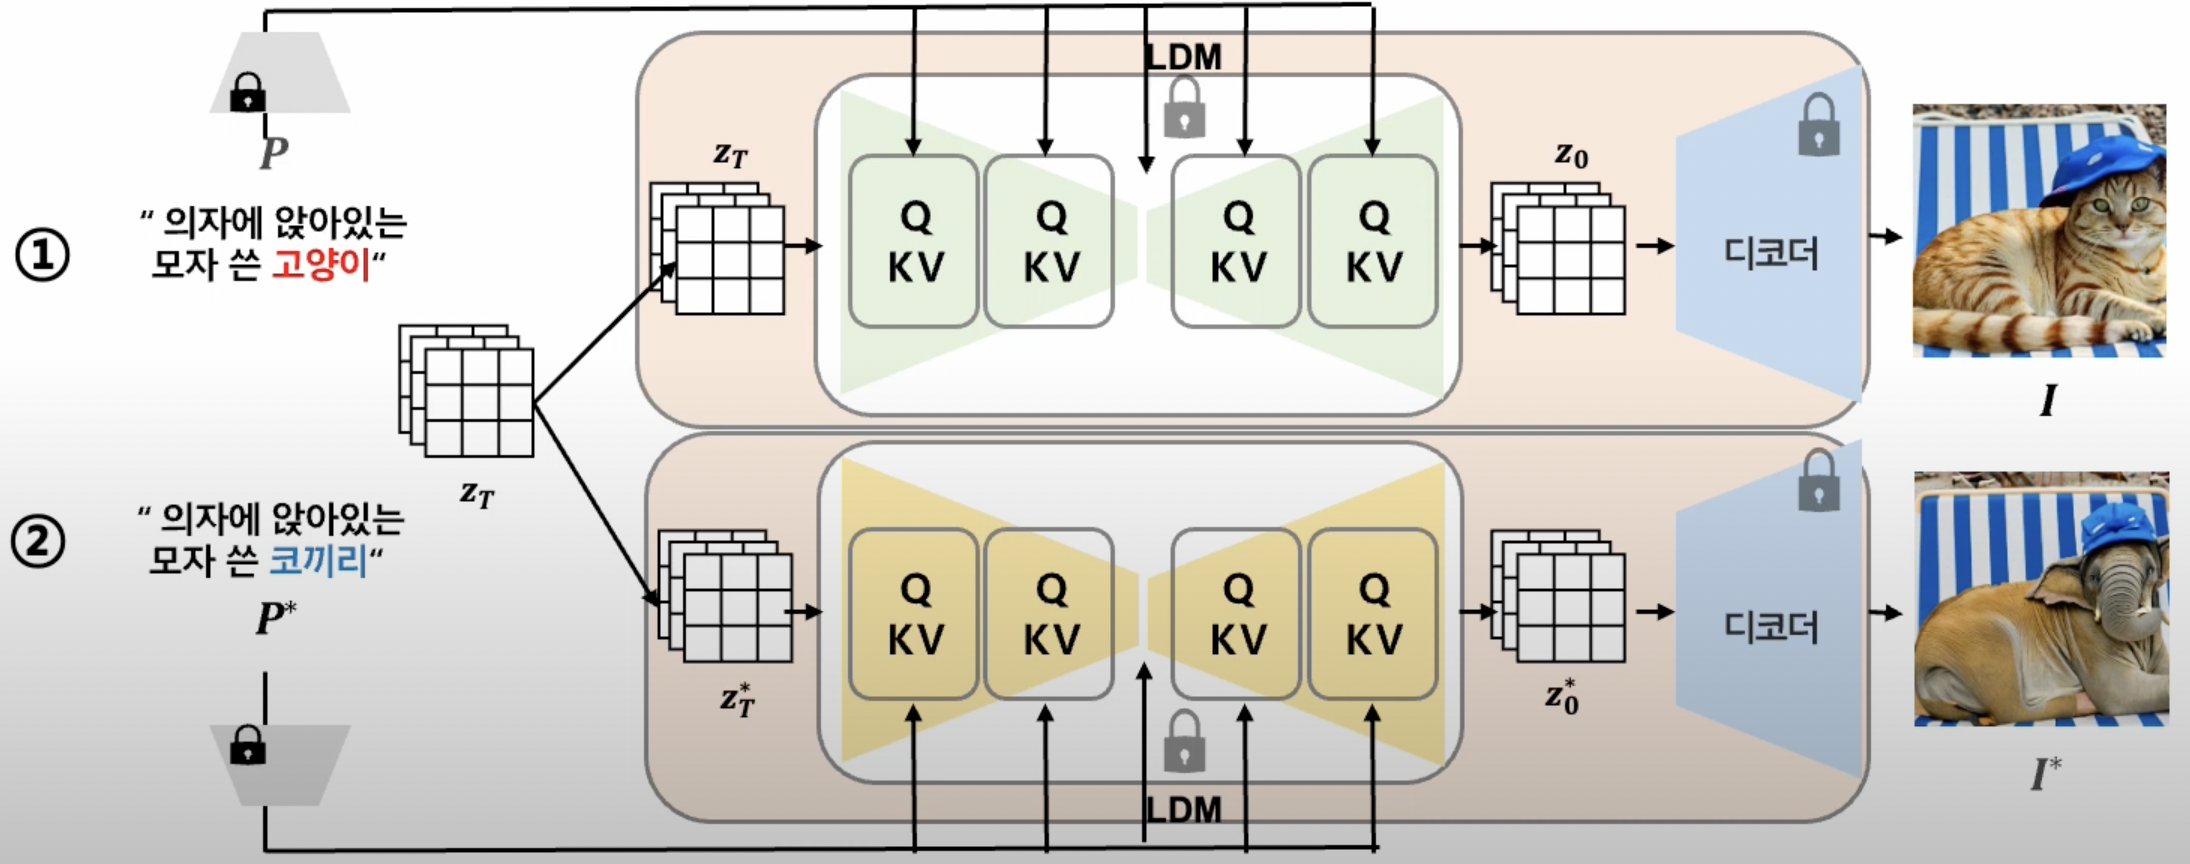 P
①
“ 의자에 앉아있는
모자 쓴 고양이“
z_T
LDM
z_T
Q
KV
Q
KV
Q
KV
Q
KV
z_0
디코더
I
②
“ 의자에 앉아있는
모자 쓴 코끼리“
P*
z*_T
Q
KV
Q
KV
Q
KV
Q
KV
LDM
z*_0
디코더
I*